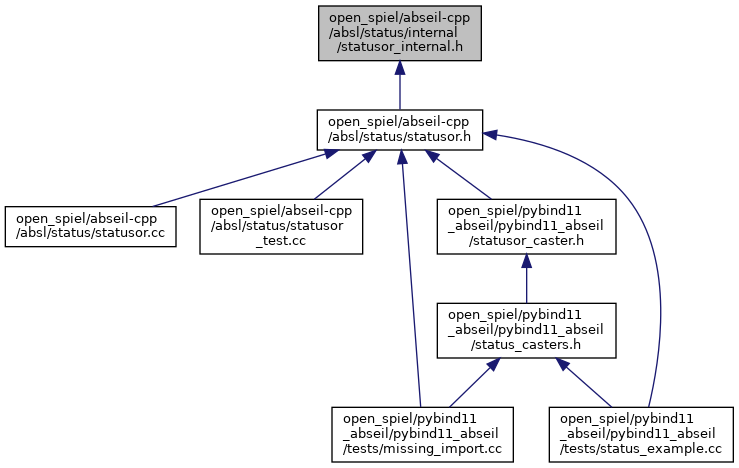 open_spiel/abseil-cpp
/absl/status/internal
/statusor_internal.h
open_spiel/abseil-cpp
/absl/status/statusor.h
open_spiel/abseil-cpp
/absl/status/statusor.cc
open_spiel/abseil-cpp
/absl/status/statusor
_test.cc
open_spiel/pybind11
_abseil/pybind11_abseil
/statusor_caster.h
open_spiel/pybind11
_abseil/pybind11_abseil
/status_casters.h
open_spiel/pybind11
_abseil/pybind11_abseil
/tests/missing_import.cc
open_spiel/pybind11
_abseil/pybind11_abseil
/tests/status_example.cc